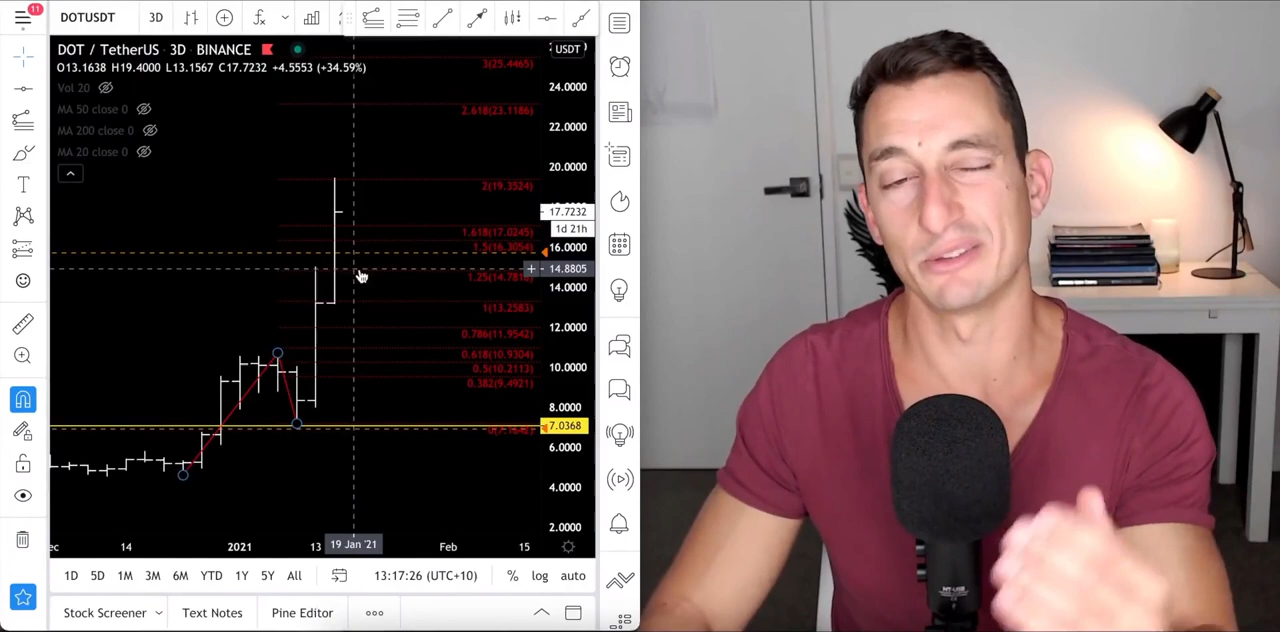 11
DOTUSDT 3D
DOT / TetherUS 3D BINANCE
O13.1638 H19.4000 L13.1567 C17.7232 +4.5553 (+34.59%)
Vol 20
MA 50 close 0
MA 200 close 0
MA 20 close 0
USDT
24.0000
22.0000
20.0000
17.7232
1d 21h
16.0000
14.8805
14.0000
12.0000
10.0000
8.0000
7.0368
6.0000
4.0000
2.0000
3(25.4465)
2.618(23.1186)
2(19.3524)
1.618(17.0245)
1.5(16.3054)
1(13.2583)
0.786(11.9542)
0.618(10.9304)
0.5(10.2113)
0.382(9.4921)
14 2021 13 19 Jan '21 Feb 15
1D 5D 1M 3M 6M YTD 1Y 5Y All 13:17:26 (UTC+10) % log auto
Stock Screener Text Notes Pine Editor